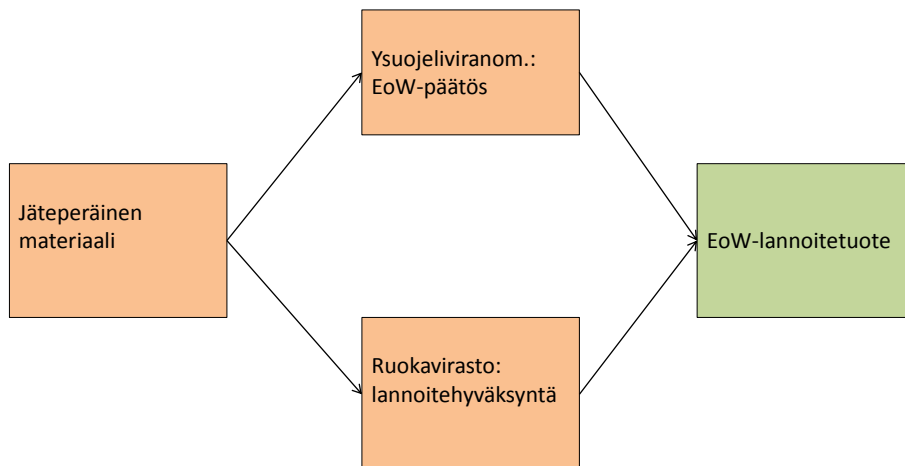 Ysuojeliviranom.:
EoW-päätös
Jäteperäinen
materiaali
EoW-lannoitetuote
Ruokavirasto:
lannoitehyväksyntä